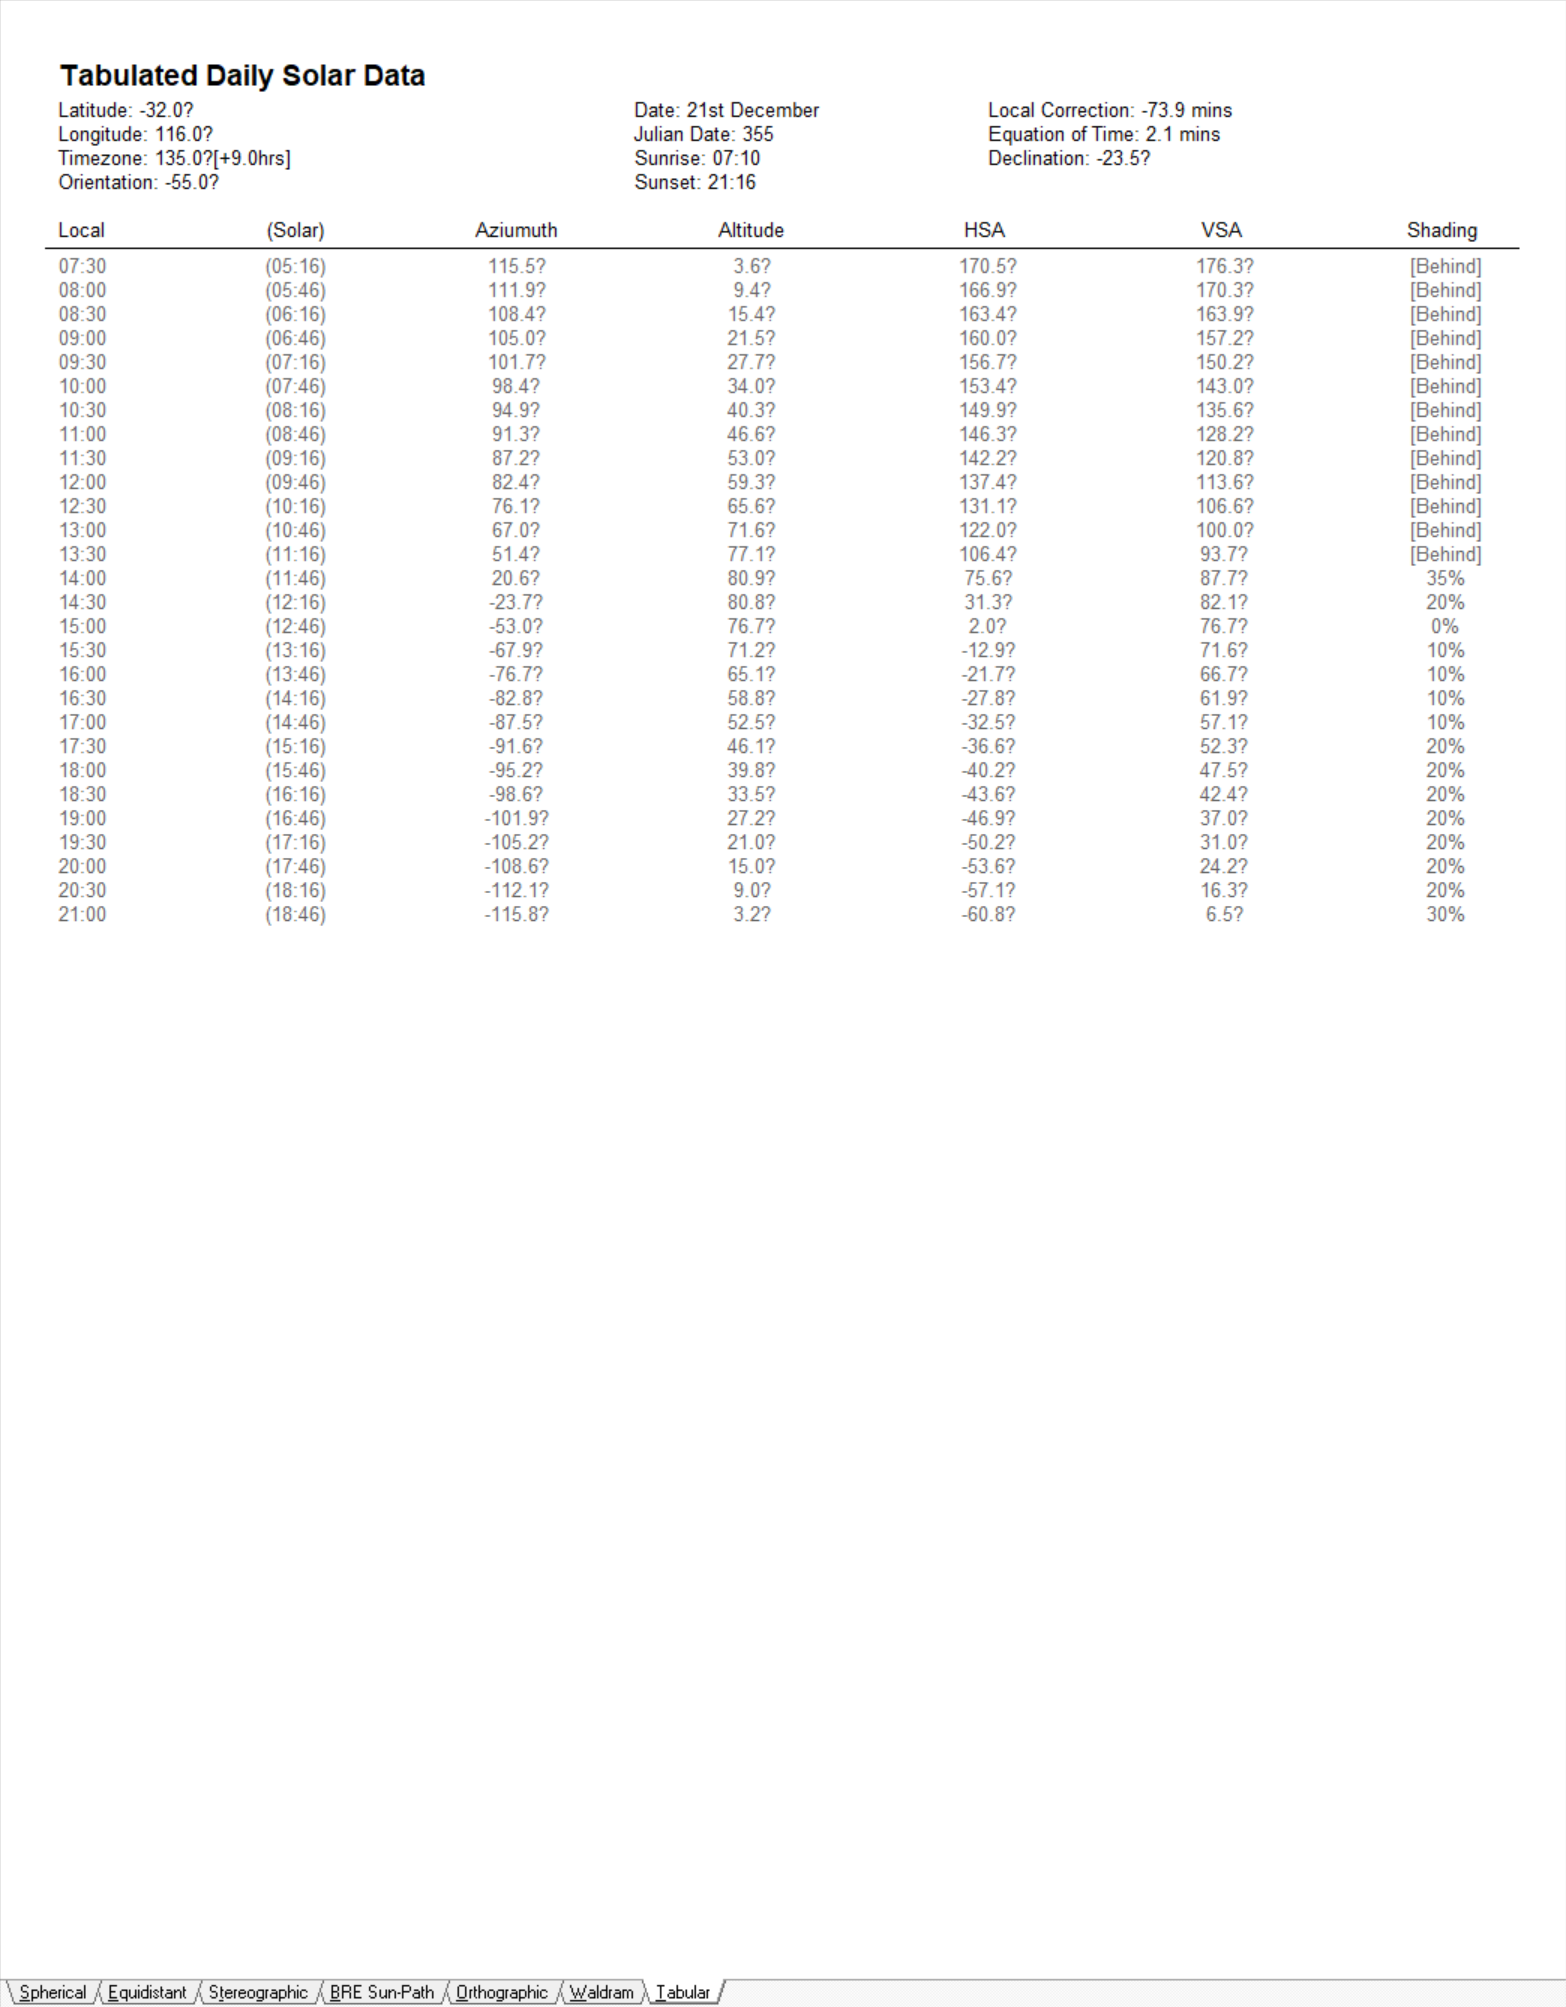 Tabulated Daily Solar Data
Latitude: -32.0? Date: 21st December Local Correction: -73.9 mins
Longitude: 116.0? Julian Date: 355 Equation of Time: 2.1 mins
Timezone: 135.0?[+9.0hrs] Sunrise: 07:10 Declination: -23.5?
Orientation: -55.0? Sunset: 21:16
Local (Solar) Aziumuth Altitude HSA VSA Shading
07:30 (05:16) 115.5? 3.6? 170.5? 176.3? [Behind]
08:00 (05:46) 111.9? 9.4? 166.9? 170.3? [Behind]
08:30 (06:16) 108.4? 15.4? 163.4? 163.9? [Behind]
09:00 (06:46) 105.0? 21.5? 160.0? 157.2? [Behind]
09:30 (07:16) 101.7? 27.7? 156.7? 150.2? [Behind]
10:00 (07:46) 98.4? 34.0? 153.4? 143.0? [Behind]
10:30 (08:16) 94.9? 40.3? 149.9? 135.6? [Behind]
11:00 (08:46) 91.3? 46.6? 146.3? 128.2? [Behind]
11:30 (09:16) 87.2? 53.0? 142.2? 120.8? [Behind]
12:00 (09:46) 82.4? 59.3? 137.4? 113.6? [Behind]
12:30 (10:16) 76.1? 65.6? 131.1? 106.6? [Behind]
13:00 (10:46) 67.0? 71.6? 122.0? 100.0? [Behind]
13:30 (11:16) 51.4? 77.1? 106.4? 93.7? [Behind]
14:00 (11:46) 20.6? 80.9? 75.6? 87.7? 35%
14:30 (12:16) -23.7? 80.8? 31.3? 82.1? 20%
15:00 (12:46) -53.0? 76.7? 2.0? 76.7? 0%
15:30 (13:16) -67.9? 71.2? -12.9? 71.6? 10%
16:00 (13:46) -76.7? 65.1? -21.7? 66.7? 10%
16:30 (14:16) -82.8? 58.8? -27.8? 61.9? 10%
17:00 (14:46) -87.5? 52.5? -32.5? 57.1? 10%
17:30 (15:16) -91.6? 46.1? -36.6? 52.3? 20%
18:00 (15:46) -95.2? 39.8? -40.2? 47.5? 20%
18:30 (16:16) -98.6? 33.5? -43.6? 42.4? 20%
19:00 (16:46) -101.9? 27.2? -46.9? 37.0? 20%
19:30 (17:16) -105.2? 21.0? -50.2? 31.0? 20%
20:00 (17:46) -108.6? 15.0? -53.6? 24.2? 20%
20:30 (18:16) -112.1? 9.0? -57.1? 16.3? 20%
21:00 (18:46) -115.8? 3.2? -60.8? 6.5? 30%
Spherical Equidistant Stereographic BRE Sun-Path Orthographic Waldram Tabular